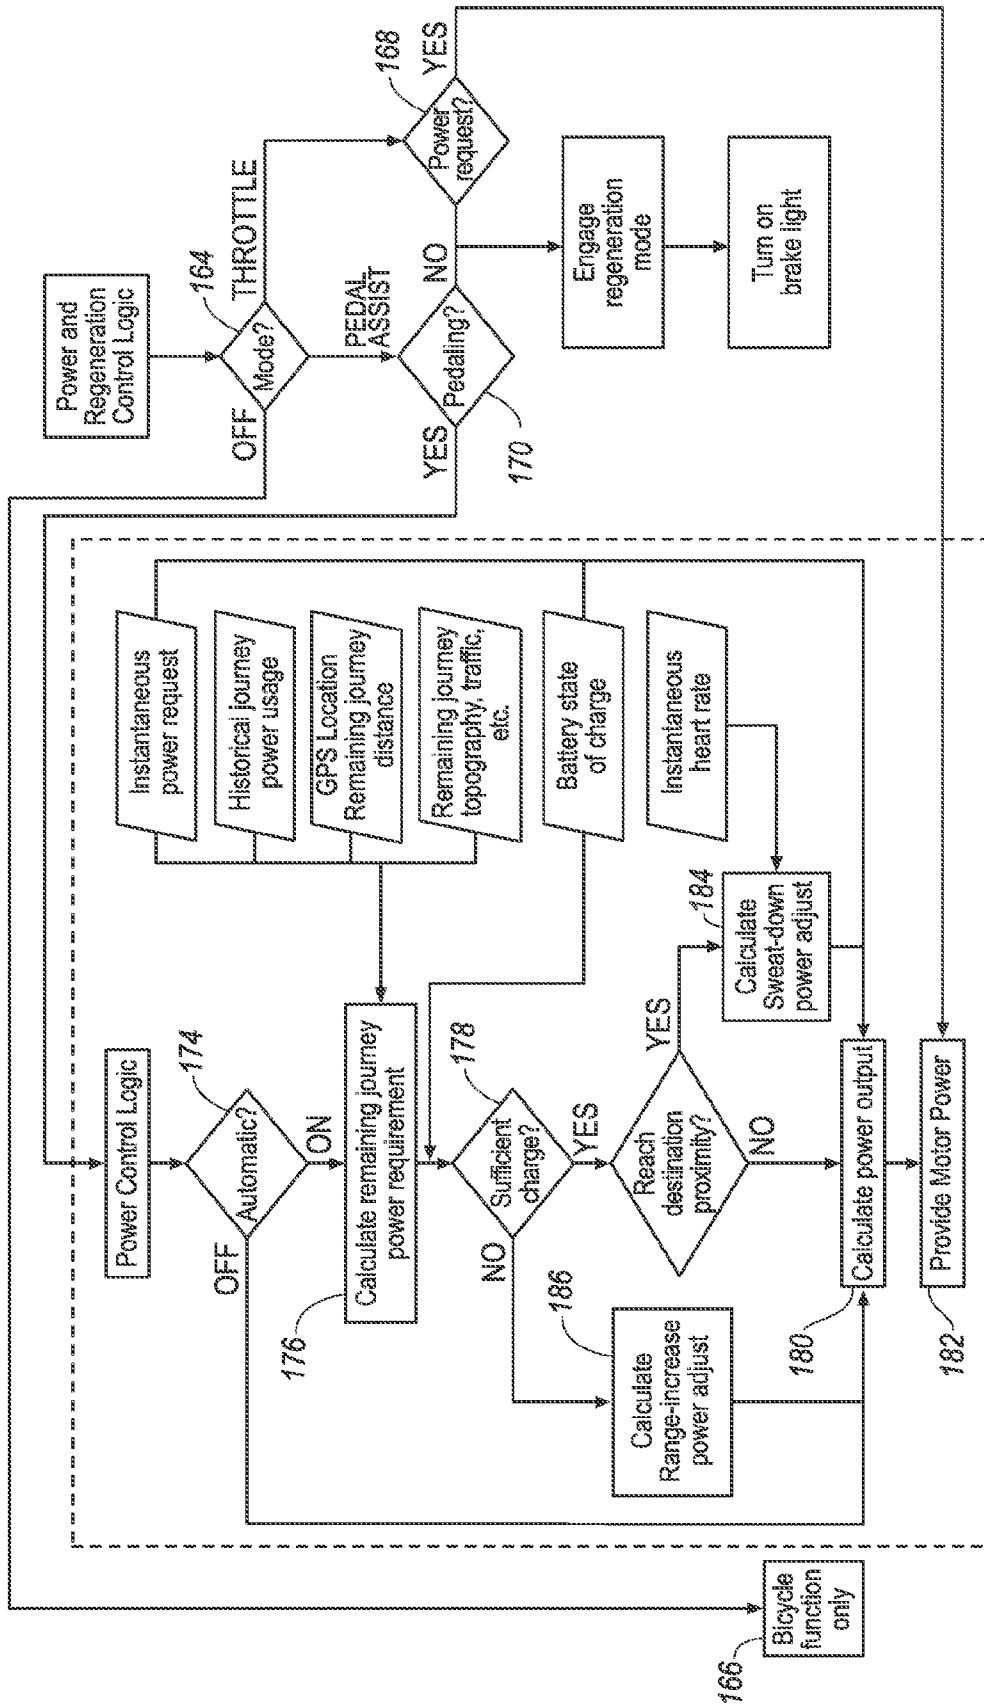 Power and
Regeneration
Control Logic
164
Mode?
OFF
THROTTLE
PEDAL
ASSIST
168
Power
request?
YES
Pedaling?
170
YES
NO
Engage
regeneration
mode
Turn on
brake light
Power Control Logic
174
Automatic?
OFF
ON
176
Calculate remaining journey
power requirement
Instantaneous
power request
Historical journey
power usage
GPS Location
Remaining journey
distance
Remaining journey
topography, traffic,
etc.
Battery state
of charge
Instantaneous
heart rate
178
Sufficient
charge?
NO
YES
186
Calculate
Range-increase
power adjust
Reach
destination
proximity?
YES
NO
184
Calculate
Sweat-down
power adjust
180
Calculate power output
182
Provide Motor Power
166
Bicycle
function
only